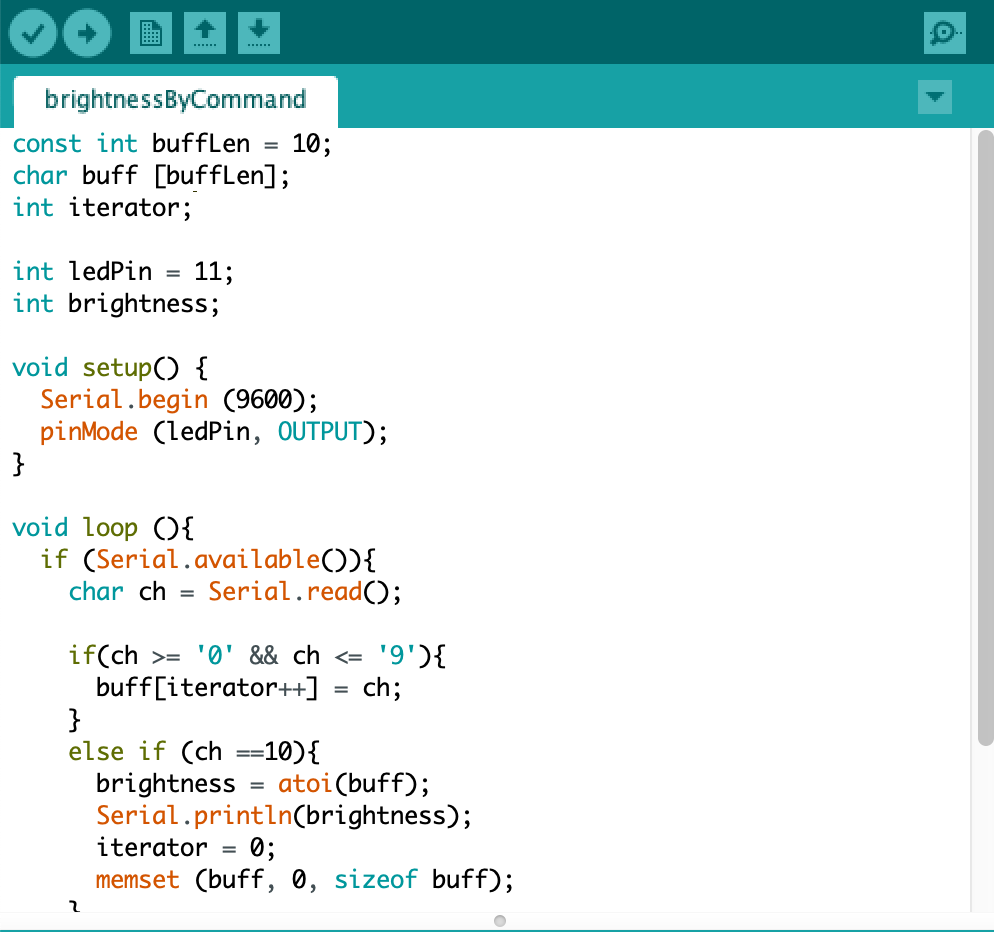 brightnessByCommand
const int buffLen = 10;
char buff [buffLen];
int iterator;
int ledPin = 11;
int brightness;
void setup() {
  Serial.begin (9600);
  pinMode (ledPin, OUTPUT);
}
void loop (){
  if (Serial.available()){
    char ch = Serial.read();
    if(ch >= '0' && ch <= '9'){
      buff[iterator++] = ch;
    }
    else if (ch ==10){
      brightness = atoi(buff);
      Serial.println(brightness);
      iterator = 0;
      memset (buff, 0, sizeof buff);
    }